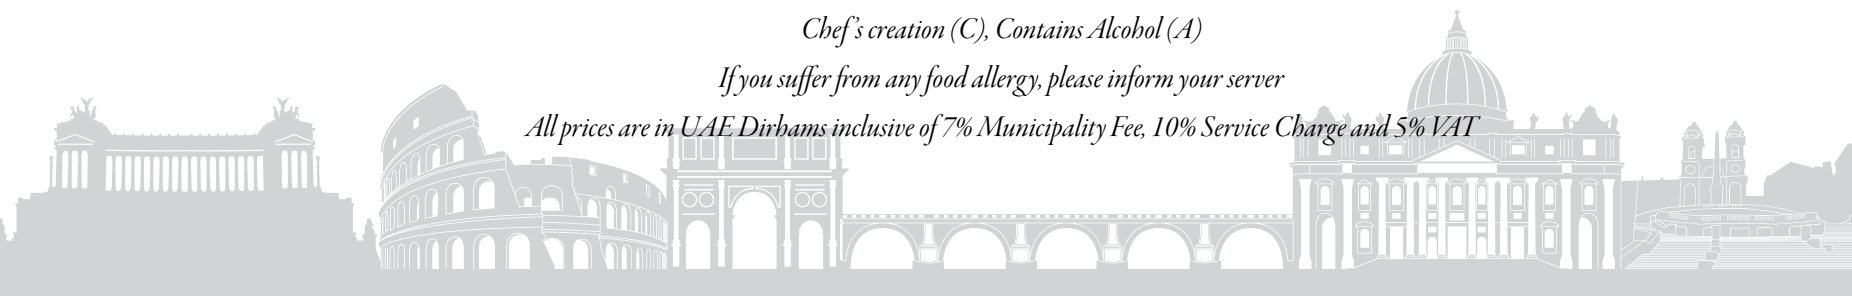 Chef’s creation (C), Contains Alcohol (A)
If you suffer from any food allergy, please inform your server
All prices are in UAE Dirhams inclusive of 7% Municipality Fee, 10% Service Charge and 5% VAT